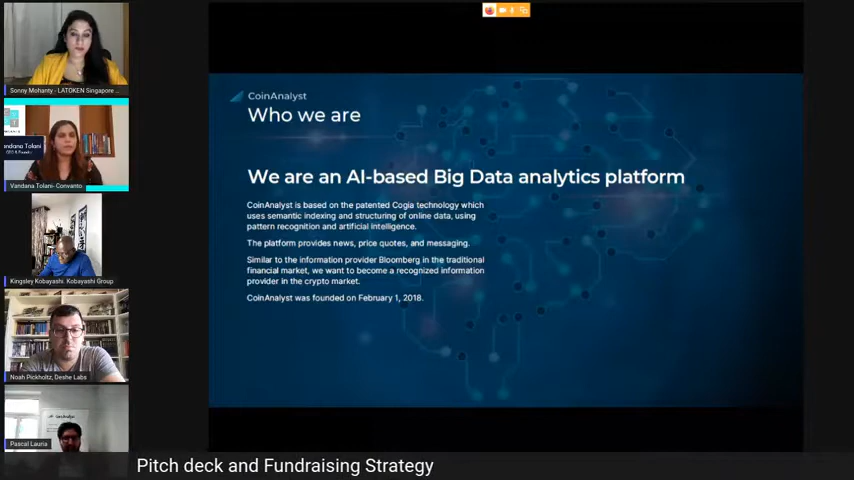 Sonny Mohanty - LATOKEN Singapore ...
Vandana Tolani- Convanto
Kingsley Kobayashi. Kobayashi Group.
Noah Pickholtz, Deshe Labs
Pascal Lauria
CoinAnalyst
Who we are
We are an AI-based Big Data analytics platform
CoinAnalyst is based on the patented Cogia technology which
uses semantic indexing and structuring of online data, using
pattern recognition and artificial intelligence.
The platform provides news, price quotes, and messaging.
Similar to the information provider Bloomberg in the traditional
financial market, we want to become a recognized information
provider in the crypto market.
CoinAnalyst was founded on February 1, 2018.
Pitch deck and Fundraising Strategy